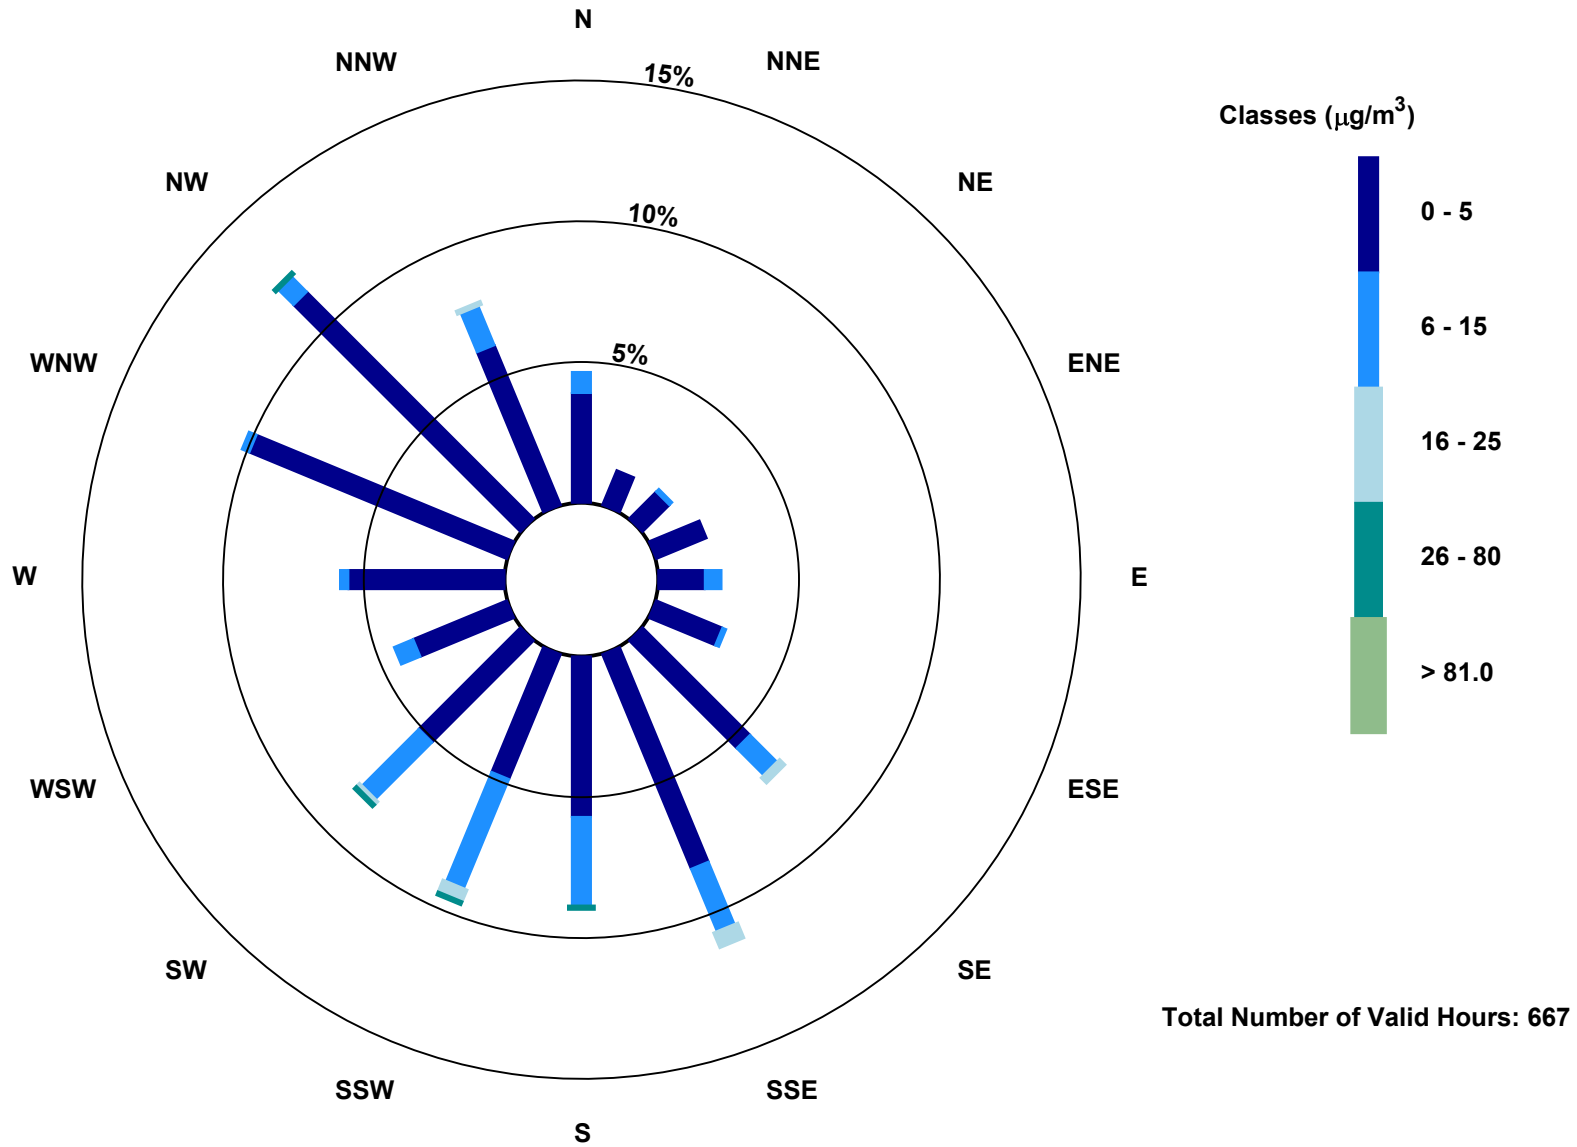 N
NNW
NNE
15%
Classes (μg/m³)
NW
NE
0 - 5
10%
6 - 15
5%
WNW
ENE
16 - 25
26 - 80
W
E
> 81.0
WSW
ESE
SW
SE
Total Number of Valid Hours: 667
SSW
SSE
S